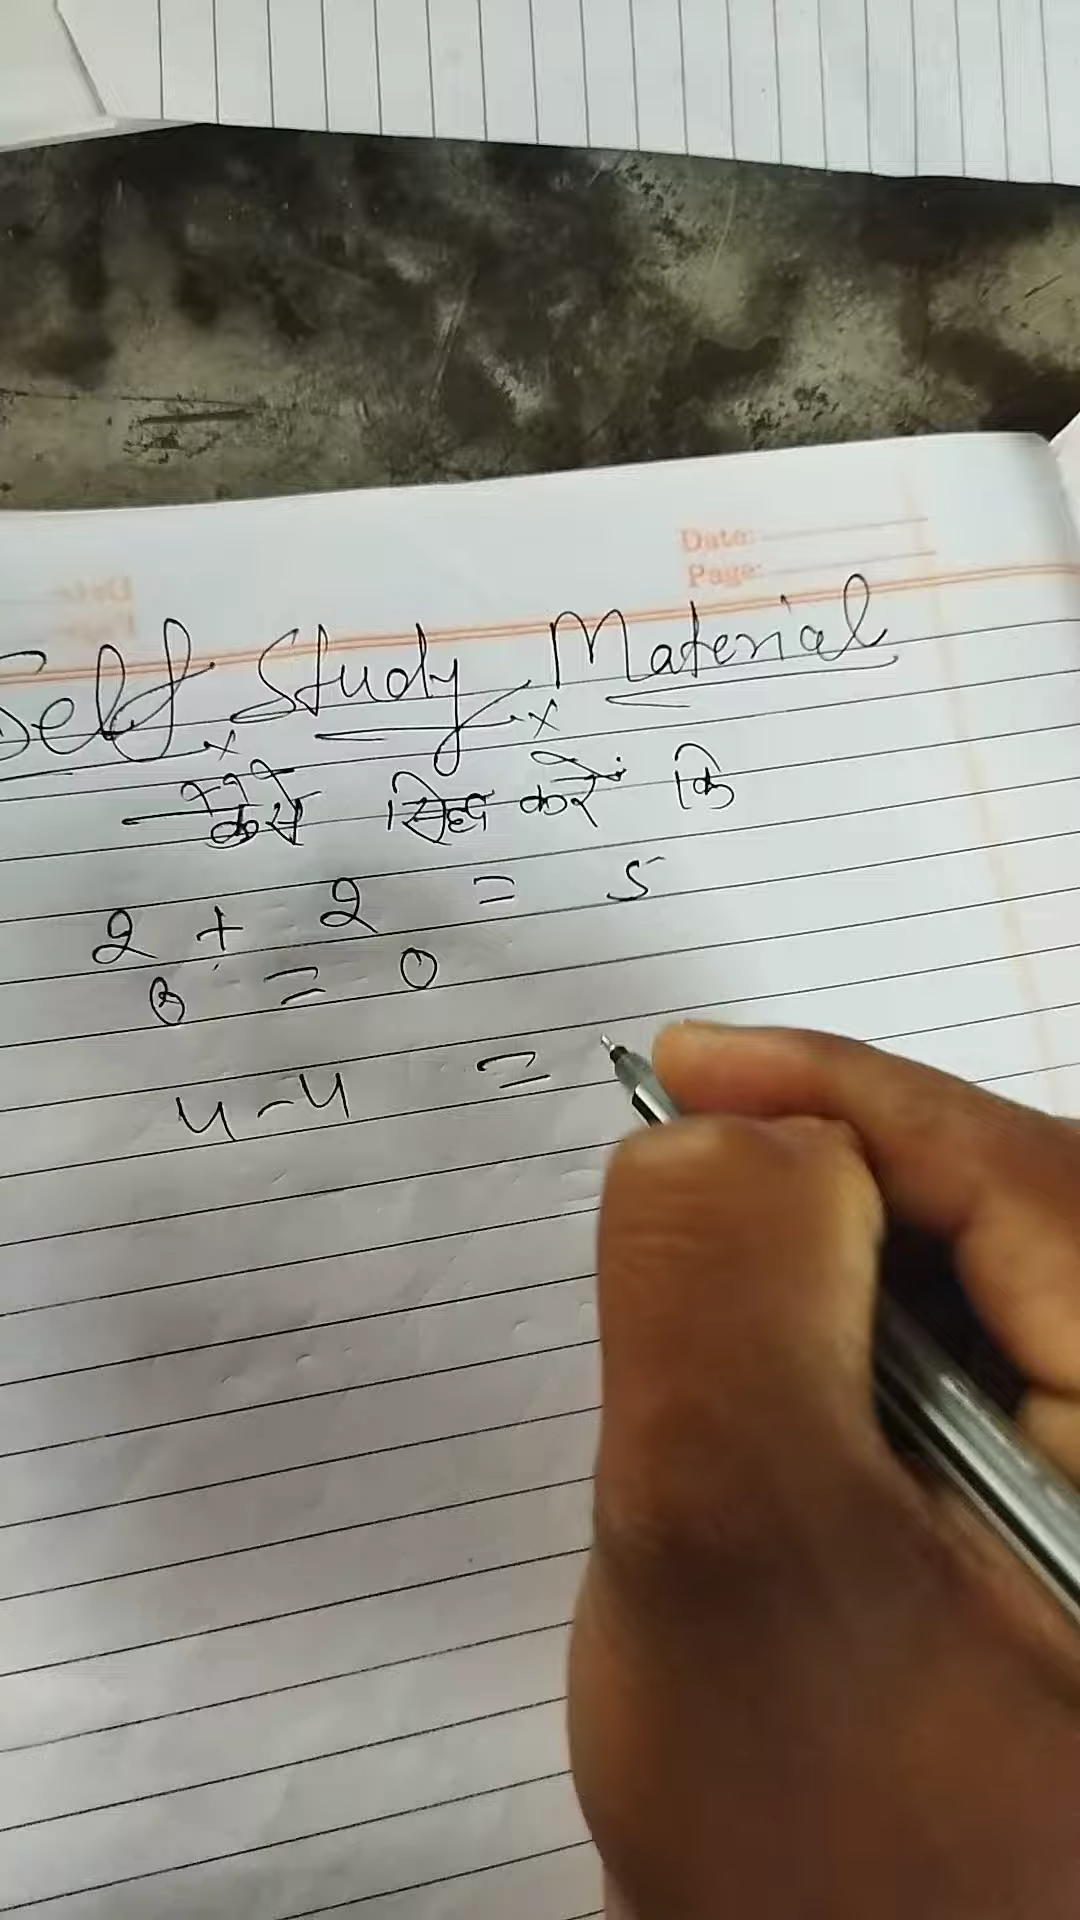 Date:
Page:
Self Study Material
कैसे सिद्ध करें कि
2 + 2 = 5
0 = 0
4 - 4 =